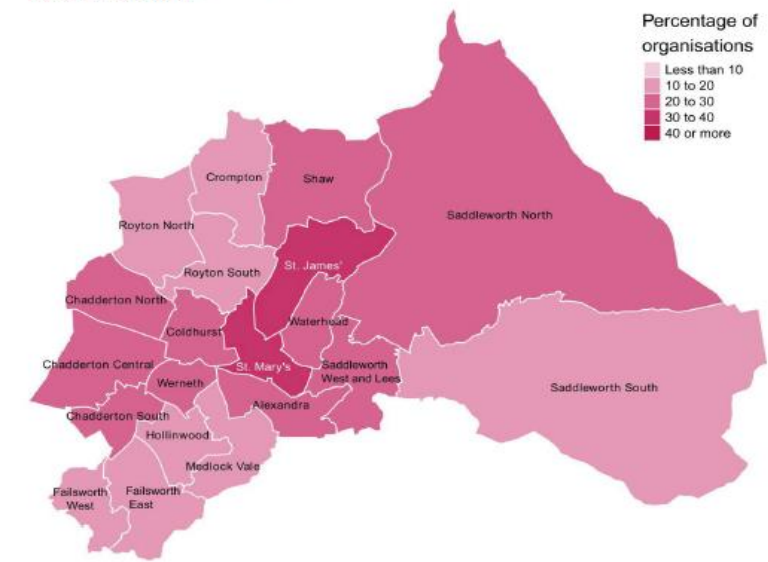 Percentage of
organisations
Less than 10
10 to 20
20 to 30
30 to 40
40 or more
Crompton
Shaw
Saddleworth North
Royton North
Royton South
St. James'
Chadderton North
Coldhurst
Waterhead
Chadderton Central
St. Mary's
Saddleworth
West and Lees
Werneth
Saddleworth South
Alexandra
Chadderton South
Hollinwood
Medlock Vale
Failsworth
West
Failsworth
East